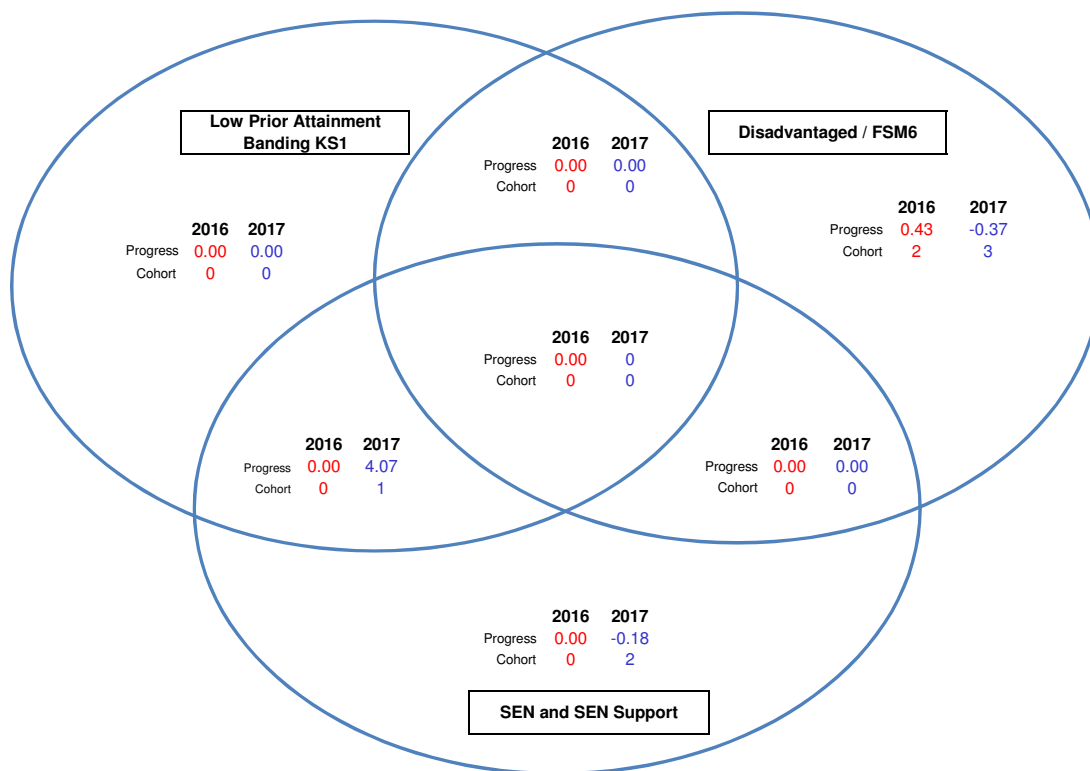 Low Prior Attainment
Banding KS1
Disadvantaged / FSM6
2016 2017
Progress 0.00 0.00
Cohort 0 0
2016 2017
Progress 0.43 -0.37
Cohort 2 3
2016 2017
Progress 0.00 0.00
Cohort 0 0
2016 2017
Progress 0.00 0
Cohort 0 0
2016 2017
Progress 0.00 4.07
Cohort 0 1
2016 2017
Progress 0.00 0.00
Cohort 0 0
2016 2017
Progress 0.00 -0.18
Cohort 0 2
SEN and SEN Support